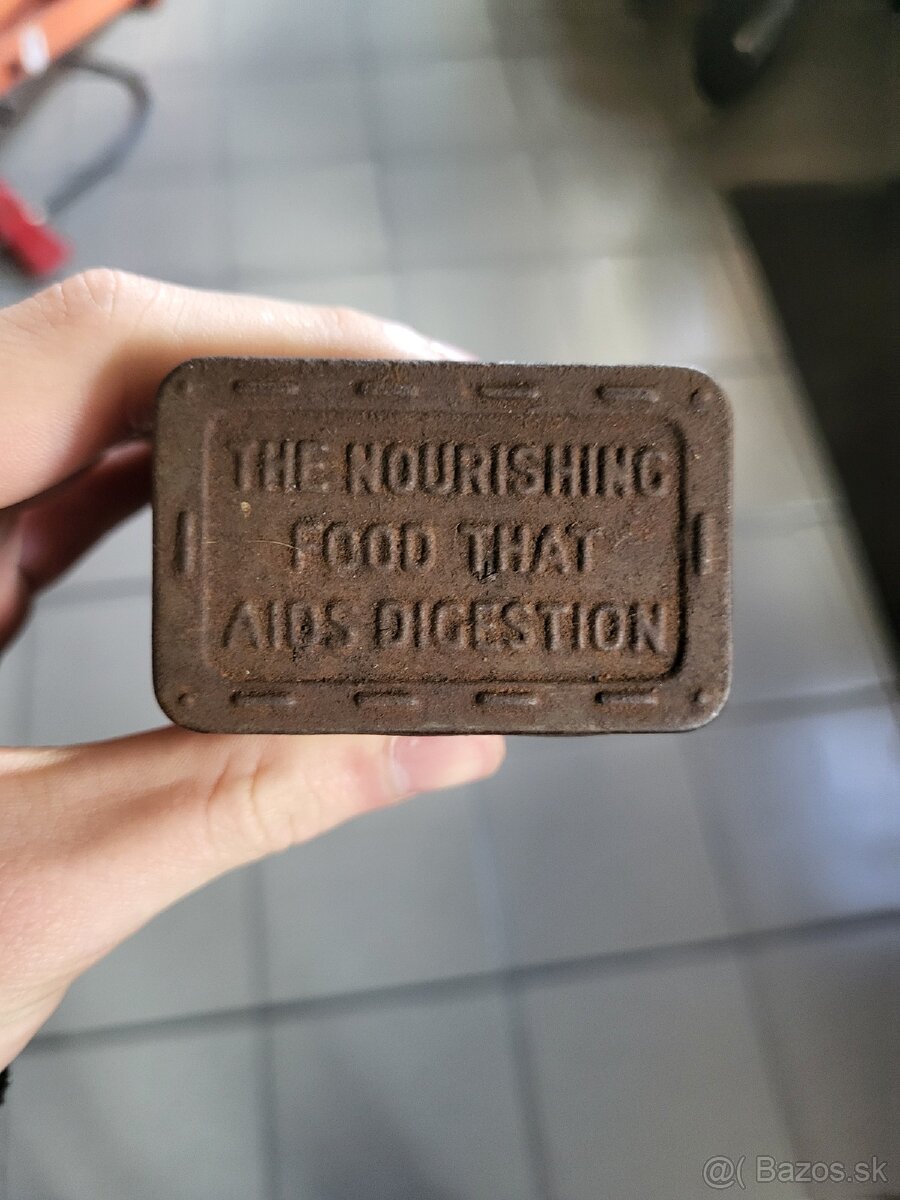 THE NOURISHING
FOOD THAT
AIDS DIGESTION
@( Bazos.sk